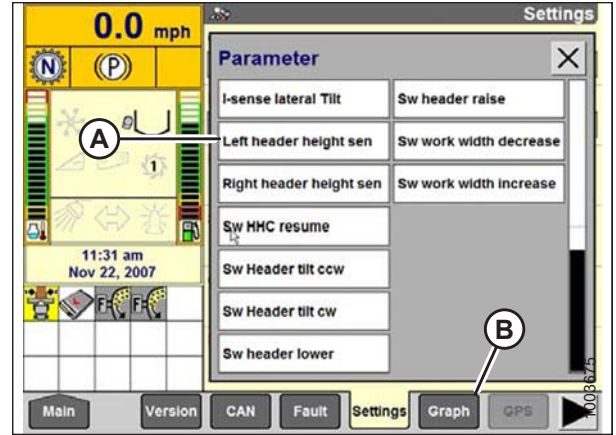 0.0 mph
Settings
N
(P)
Parameter
X
I-sense lateral Tilt
Sw header raise
A
Left header height sen
Sw work width decrease
1
Right header height sen
Sw work width increase
Sw HHC resume
11:31 am
Nov 22, 2007
Sw Header tilt ccw
F
F
Sw Header tilt cw
B
Sw header lower
Main
Version
CAN
Fault
Settings
Graph
GPS
1003675